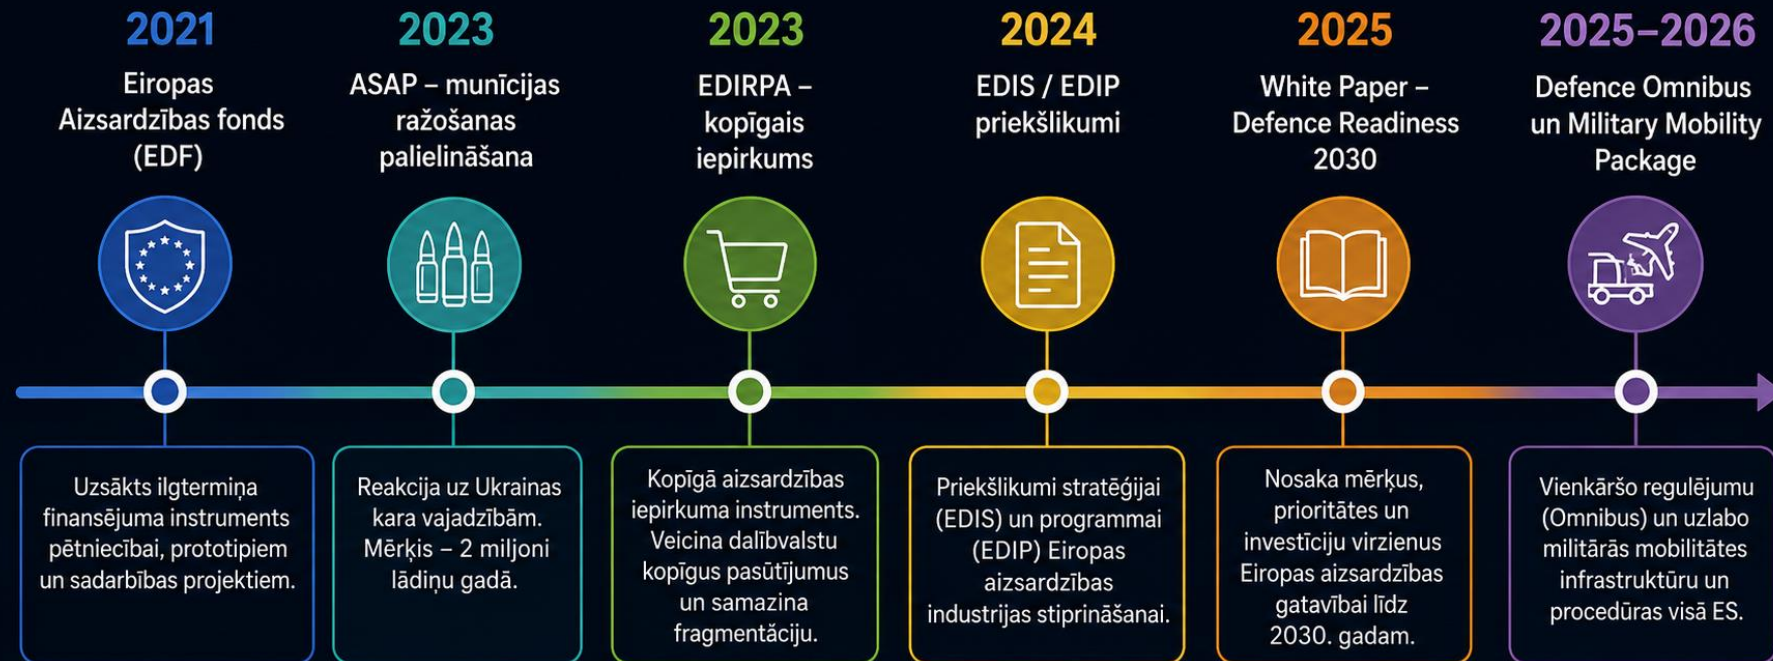 2021
Eiropas
Aizsardzības fonds
(EDF)
Uzsākts ilgtermiņa
finansējuma instruments
pētniecībai, prototipiem
un sadarbības projektiem.
2023
ASAP – munīcijas
ražošanas
palielināšana
Reakcija uz Ukrainas
kara vajadzībām.
Mērķis – 2 miljoni
lādiņu gadā.
2023
EDIRPA –
kopīgais
iepirkums
Kopīgā aizsardzības
iepirkuma instruments.
Veicina dalībvalstu
kopīgus pasūtījumus
un samazina
fragmentāciju.
2024
EDIS / EDIP
priekšlikumi
Priekšlikumi stratēģijai
(EDIS) un programmai
(EDIP) Eiropas
aizsardzības
industrijas stiprināšanai.
2025
White Paper –
Defence Readiness
2030
Nosaka mērķus,
prioritātes un
investīciju virzienus
Eiropas aizsardzības
gatavībai līdz
2030. gadam.
2025–2026
Defence Omnibus
un Military Mobility
Package
Vienkāršo regulējumu
(Omnibus) un uzlabo
militārās mobilitātes
infrastruktūru un
procedūras visā ES.